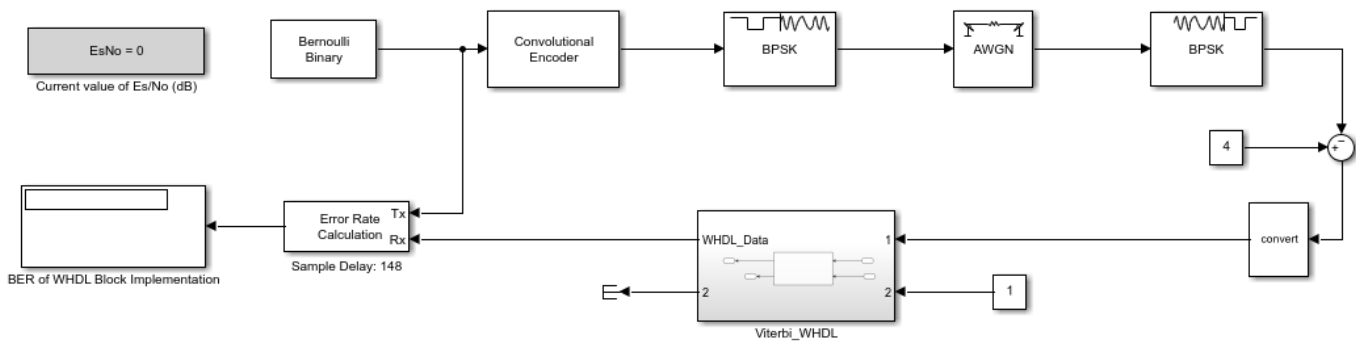 EsNo = 0
Current value of Es/No (dB)
Bernoulli
Binary
Convolutional
Encoder
BPSK
AWGN
BPSK
−
+
4
convert
Error Rate
Calculation
Tx
Rx
Sample Delay: 148
BER of WHDL Block Implementation
WHDL_Data
1
2
2
1
Viterbi_WHDL